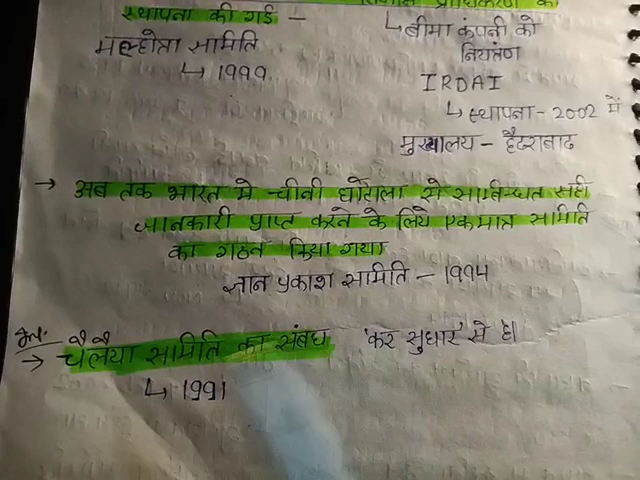 स्थापना की गई -
↳ बीमा कंपनी को
नियंत्रण
मल्होत्रा समिति
↳ 1999
IRDAI
↳ स्थापना - 2002 में
मुख्यालय - हैदराबाद
→ अब तक भारत मे चीनी घोटाला से सम्बन्धित सही
जानकारी प्राप्त करने के लिये एकमात्र समिति
का गठन किया गया
ज्ञान प्रकाश समिति - 1994
→ चेलैया समिति का संबंध 'कर सुधार' से है।
↳ 1991